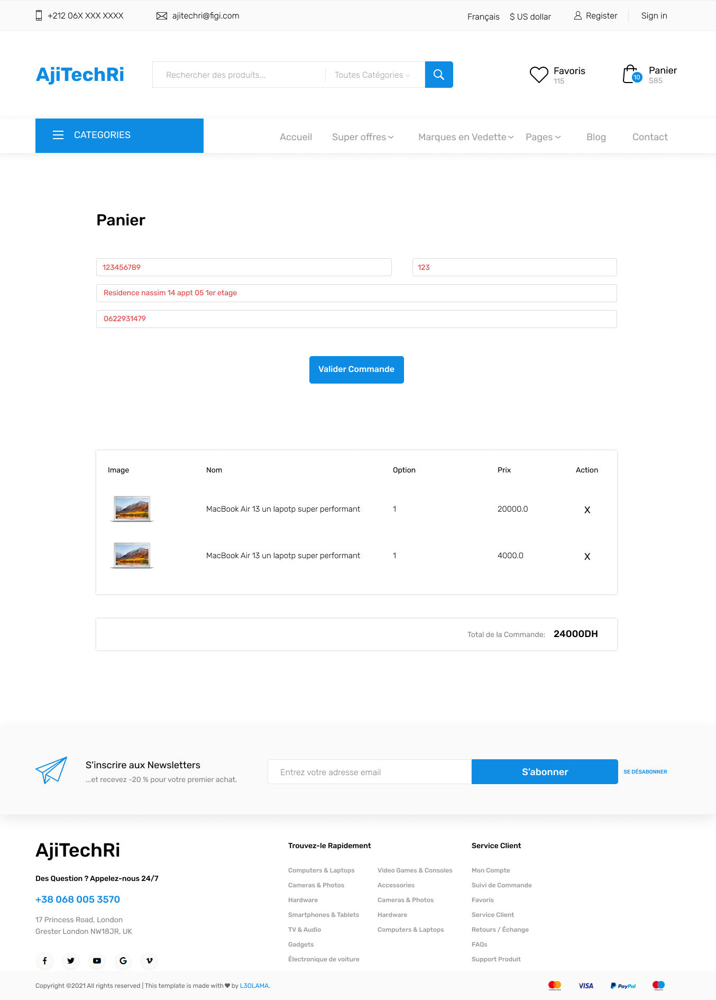 +212 06X XXX XXXX
ajitechri@figi.com
Français
$ US dollar
Register
Sign in
AjiTechRi
Rechercher des produits...
Toutes Catégories
Favoris
115
10
Panier
$85
CATEGORIES
Accueil
Super offres
Marques en Vedette
Pages
Blog
Contact
Panier
123456789
123
Residence nassim 14 appt 05 1er etage
0622931479
Valider Commande
Image
Nom
Option
Prix
Action
MacBook Air 13 un lapotp super performant
1
20000.0
X
MacBook Air 13 un lapotp super performant
1
4000.0
X
Total de la Commande:
24000DH
S'inscrire aux Newsletters
...et recevez -20 % pour votre premier achat.
Entrez votre adresse email
S’abonner
SE DÉSABONNER
AjiTechRi
Des Question ? Appelez-nous 24/7
+38 068 005 3570
17 Princess Road, London
Grester London NW18JR, UK
Trouvez-le Rapidement
Computers & Laptops
Cameras & Photos
Hardware
Smartphones & Tablets
TV & Audio
Gadgets
Électronique de voiture
Video Games & Consoles
Accessories
Cameras & Photos
Hardware
Computers & Laptops
Service Client
Mon Compte
Suivi de Commande
Favoris
Service Client
Retours / Échange
FAQs
Support Produit
Copyright ©2021 All rights reserved | This template is made with ♥ by L3OLAMA.
VISA
PayPal